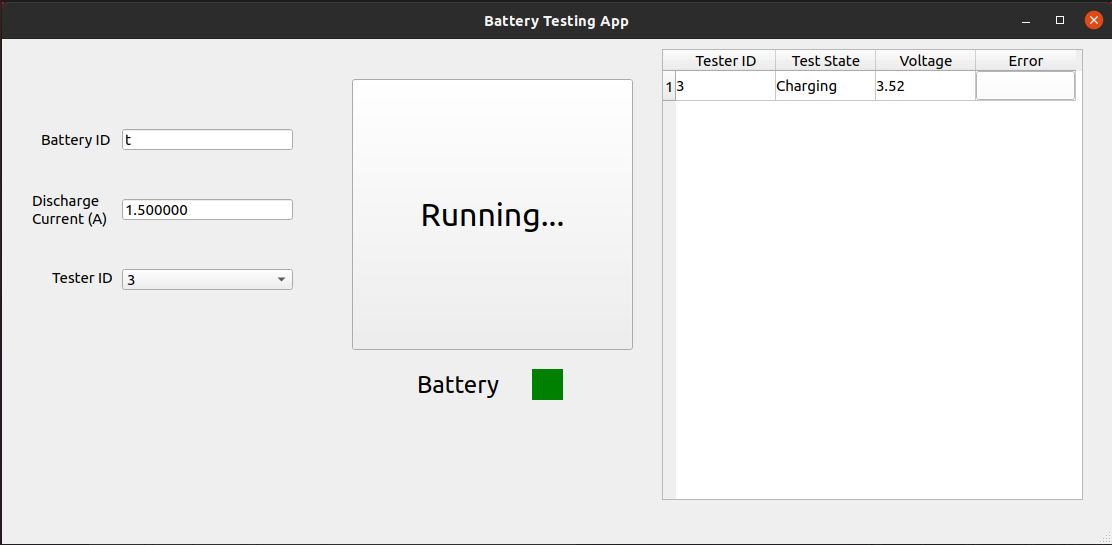 Battery Testing App
Battery ID t
Discharge
Current (A) 1.500000
Tester ID 3
Running...
Battery
Tester ID Test State Voltage Error
1 3 Charging 3.52